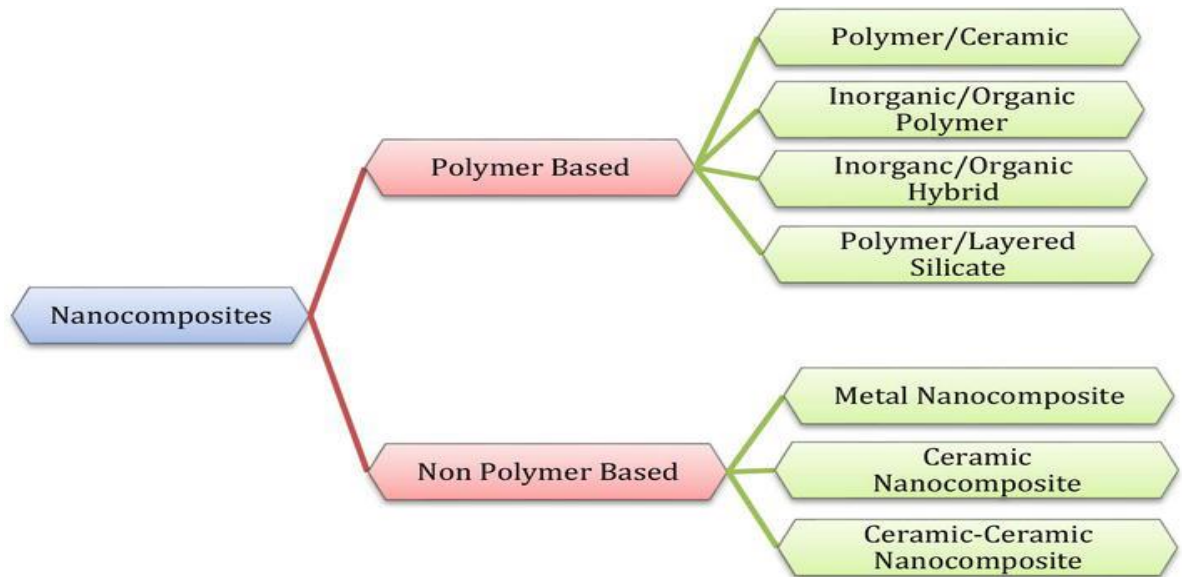 Polymer/Ceramic
Inorganic/Organic
Polymer
Polymer Based
Inorganc/Organic
Hybrid
Polymer/Layered
Silicate
Nanocomposites
Metal Nanocomposite
Non Polymer Based
Ceramic
Nanocomposite
Ceramic-Ceramic
Nanocomposite